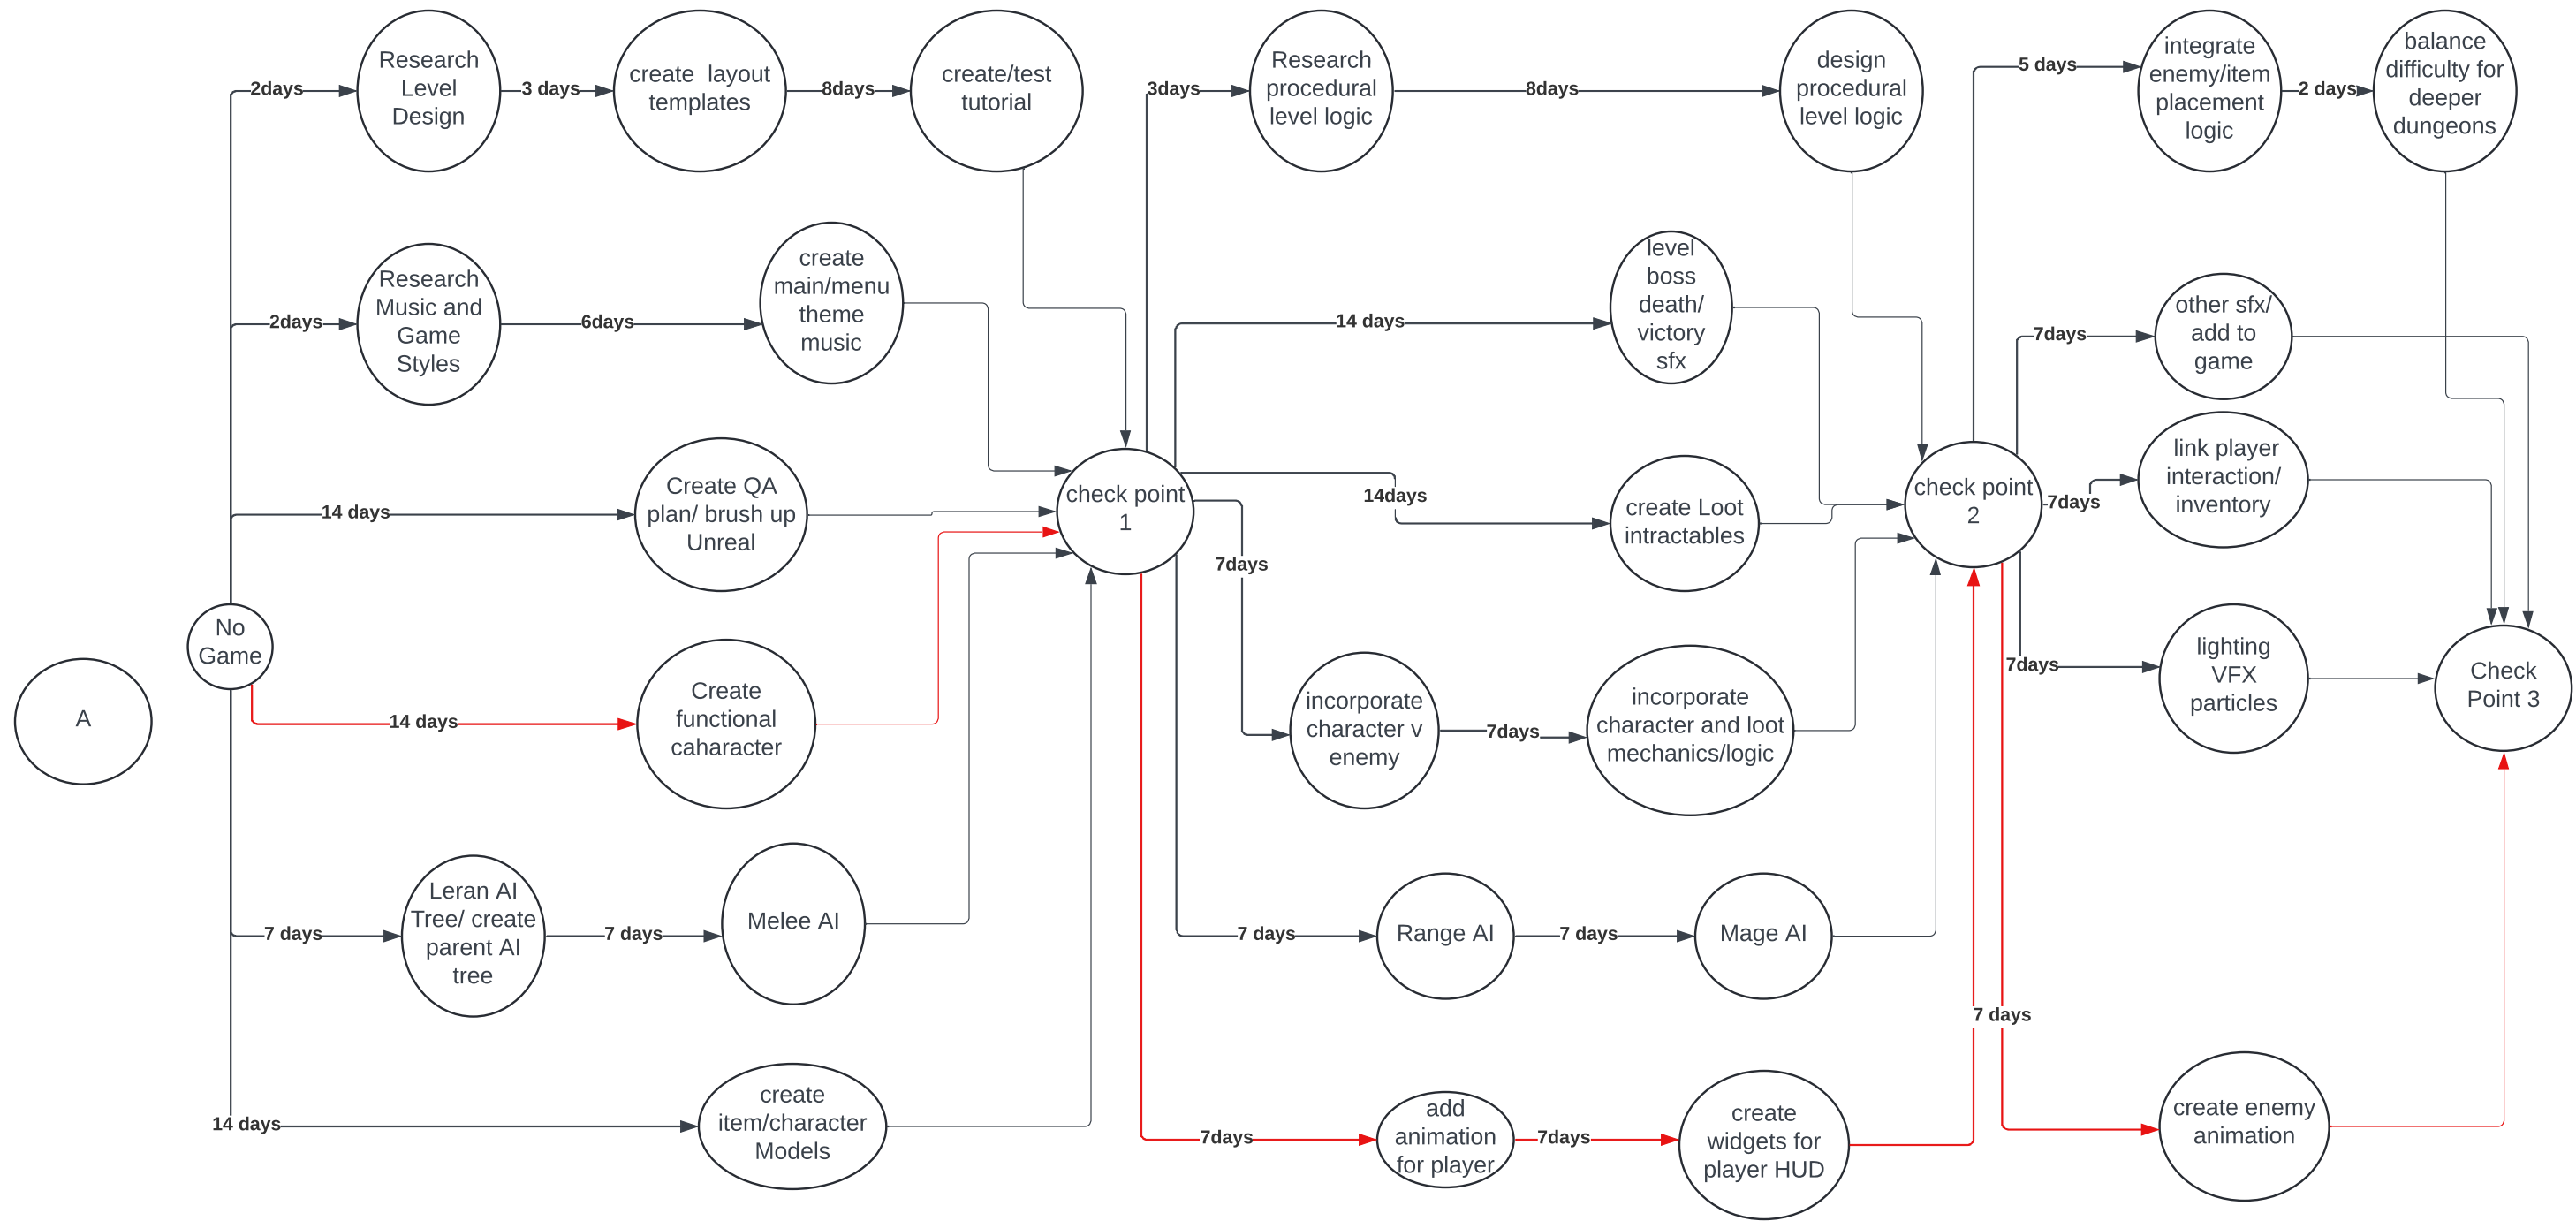 2days
Research
Level
Design
3 days
create layout
templates
8days
create/test
tutorial
3days
Research
procedural
level logic
8days
design
procedural
level logic
5 days
integrate
enemy/item
placement
logic
2 days
balance
difficulty for
deeper
dungeons
2days
Research
Music and
Game
Styles
6days
create
main/menu
theme
music
14 days
level
boss
death/
victory
sfx
7days
other sfx/
add to
game
14 days
Create QA
plan/ brush up
Unreal
check point
1
14days
create Loot
intractables
check point
2
7days
link player
interaction/
inventory
A
No
Game
14 days
Create
functional
caharacter
7days
incorporate
character v
enemy
7days
incorporate
character and loot
mechanics/logic
7days
lighting
VFX
particles
Check
Point 3
7 days
Leran AI
Tree/ create
parent AI
tree
7 days
Melee AI
7 days
Range AI
7 days
Mage AI
14 days
create
item/character
Models
7days
add
animation
for player
7days
create
widgets for
player HUD
7 days
create enemy
animation